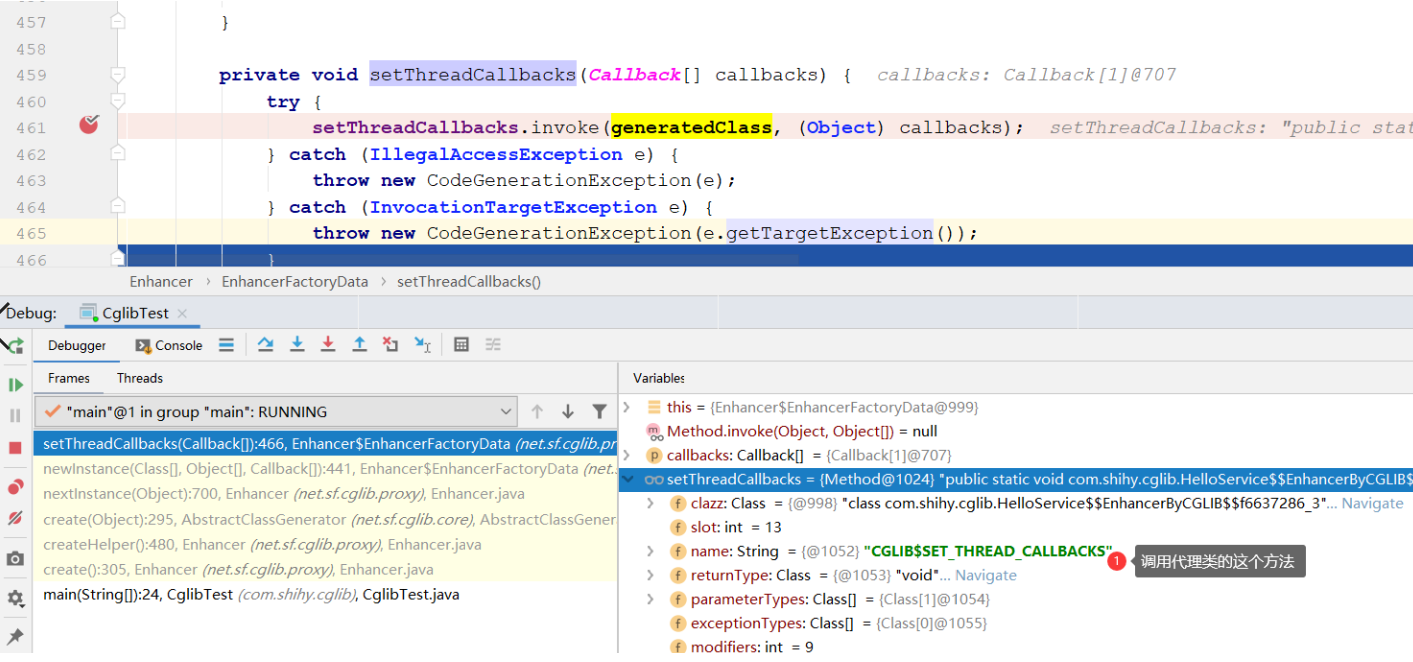 457 }
458
459 private void setThreadCallbacks(Callback[] callbacks) { callbacks: Callback[1]@707
460 try {
461 setThreadCallbacks.invoke(generatedClass, (Object) callbacks); setThreadCallbacks: "public stat
462 } catch (IllegalAccessException e) {
463 throw new CodeGenerationException(e);
464 } catch (InvocationTargetException e) {
465 throw new CodeGenerationException(e.getTargetException());
466 }
Enhancer › EnhancerFactoryData › setThreadCallbacks()
Debug: CglibTest
Debugger Console
Frames Threads
Variables
"main"@1 in group "main": RUNNING
setThreadCallbacks(Callback[]):466, Enhancer$EnhancerFactoryData (net.sf.cglib.pr
newInstance(Class[], Object[], Callback[]):441, Enhancer$EnhancerFactoryData (net.
nextInstance(Object):700, Enhancer (net.sf.cglib.proxy), Enhancer.java
create(Object):295, AbstractClassGenerator (net.sf.cglib.core), AbstractClassGener
createHelper():480, Enhancer (net.sf.cglib.proxy), Enhancer.java
create():305, Enhancer (net.sf.cglib.proxy), Enhancer.java
main(String[]):24, CglibTest (com.shihy.cglib), CglibTest.java
this = {Enhancer$EnhancerFactoryData@999}
Method.invoke(Object, Object[]) = null
callbacks: Callback[] = {Callback[1]@707}
setThreadCallbacks = {Method@1024} "public static void com.shihy.cglib.HelloService$$EnhancerByCGLIB$
clazz: Class = {@998} "class com.shihy.cglib.HelloService$$EnhancerByCGLIB$$f6637286_3"... Navigate
slot: int = 13
name: String = {@1052} "CGLIB$SET_THREAD_CALLBACKS"
1 调用代理类的这个方法
returnType: Class = {@1053} "void"... Navigate
parameterTypes: Class[] = {Class[1]@1054}
exceptionTypes: Class[] = {Class[0]@1055}
modifiers: int = 9